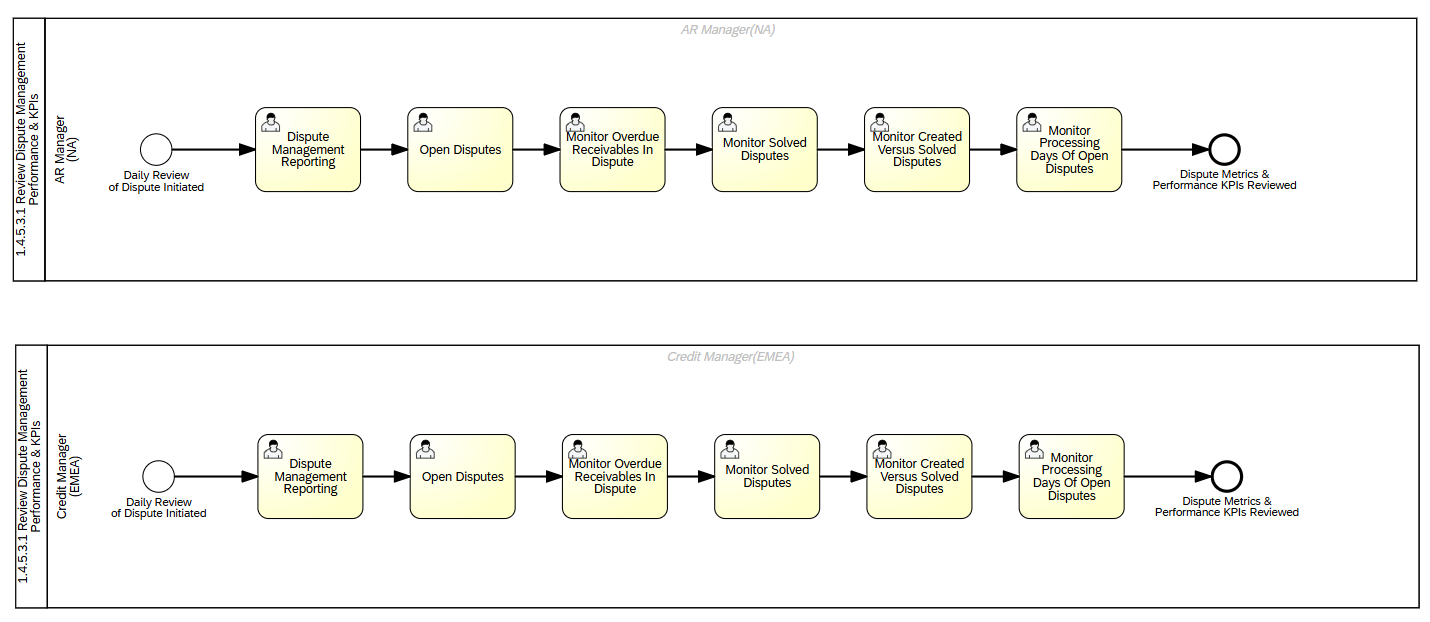 AR Manager(NA)
1.4.5.3.1 Review Dispute Management
Performance & KPIs
AR Manager
(NA)
Daily Review
of Dispute Initiated
Dispute
Management
Reporting
Open Disputes
Monitor Overdue
Receivables In
Dispute
Monitor Solved
Disputes
Monitor Created
Versus Solved
Disputes
Monitor
Processing
Days Of Open
Disputes
Dispute Metrics &
Performance KPIs Reviewed
Credit Manager(EMEA)
1.4.5.3.1 Review Dispute Management
Performance & KPIs
Credit Manager
(EMEA)
Daily Review
of Dispute Initiated
Dispute
Management
Reporting
Open Disputes
Monitor Overdue
Receivables In
Dispute
Monitor Solved
Disputes
Monitor Created
Versus Solved
Disputes
Monitor
Processing
Days Of Open
Disputes
Dispute Metrics &
Performance KPIs Reviewed